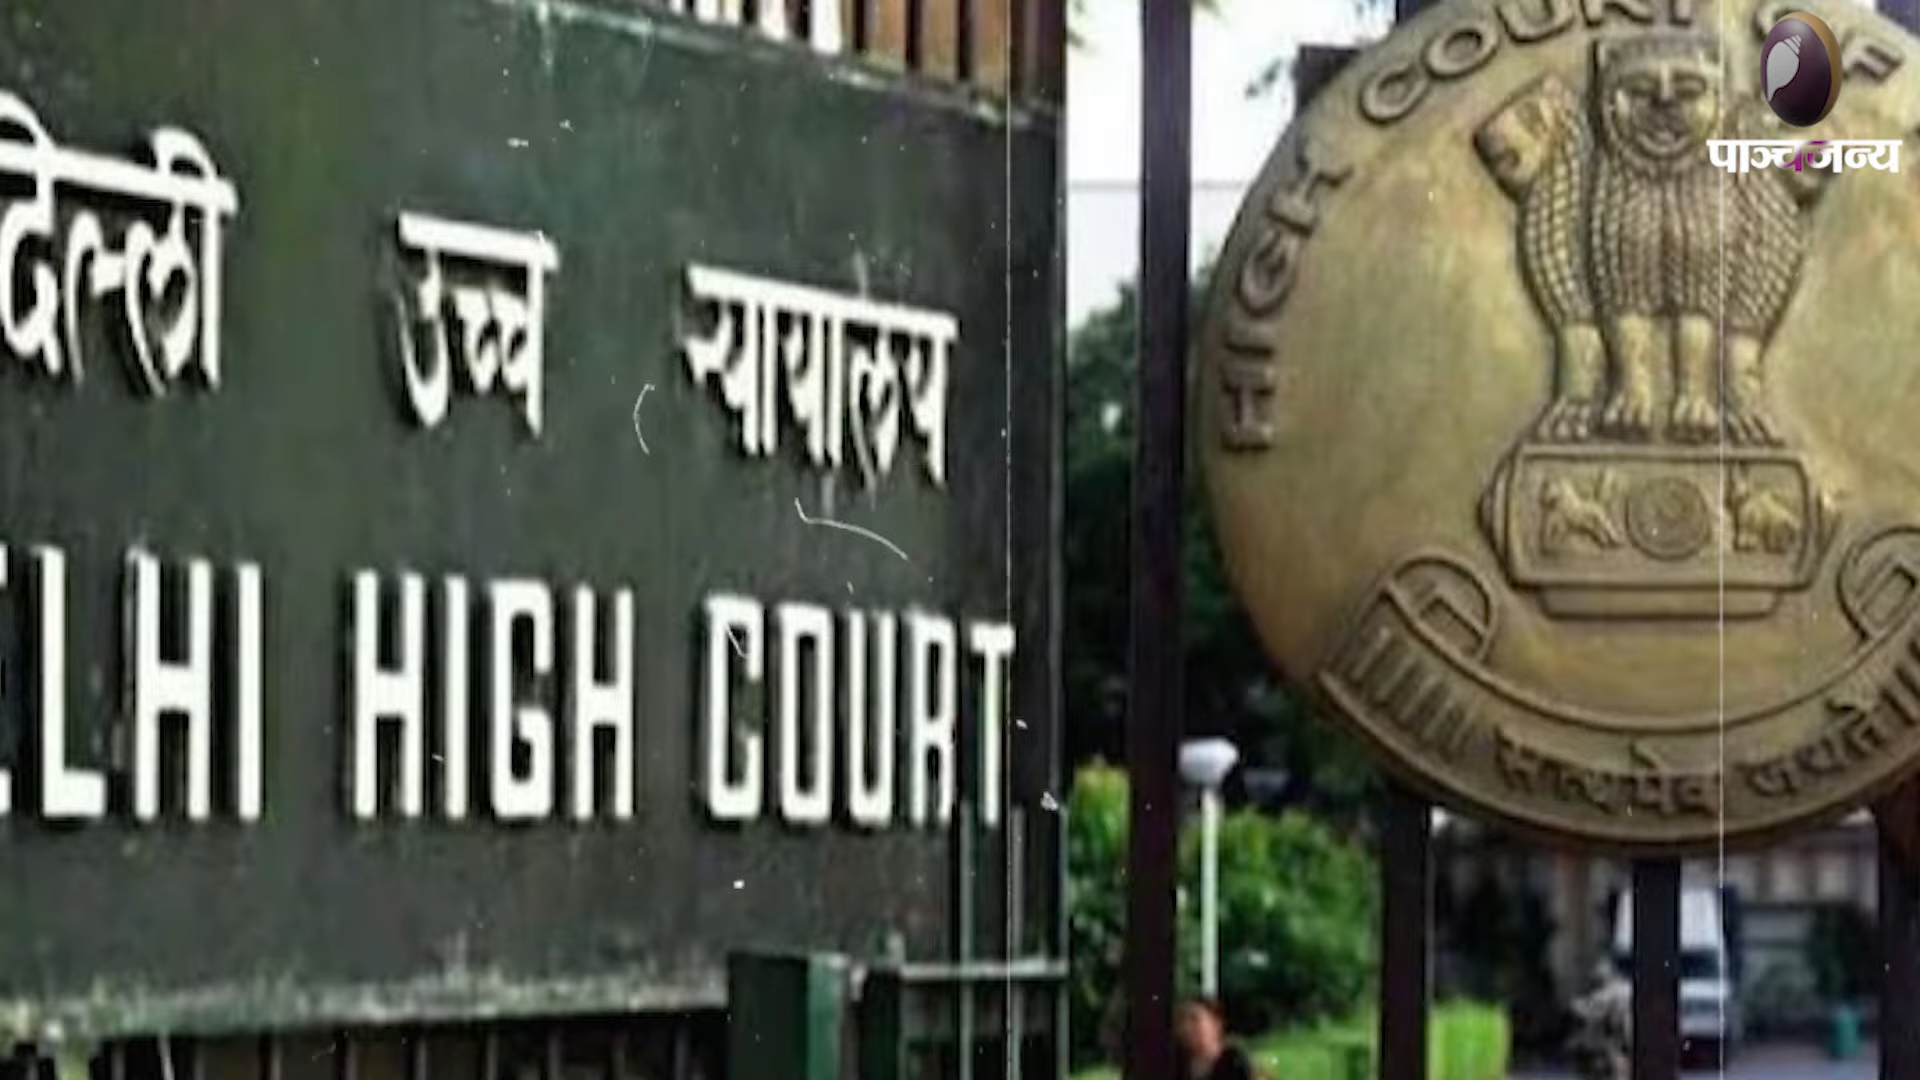 दिल्ली उच्च न्यायालय
ELHI HIGH COURT
HIGH COURT OF
सत्यमेव जयते
पाञ्चजन्य